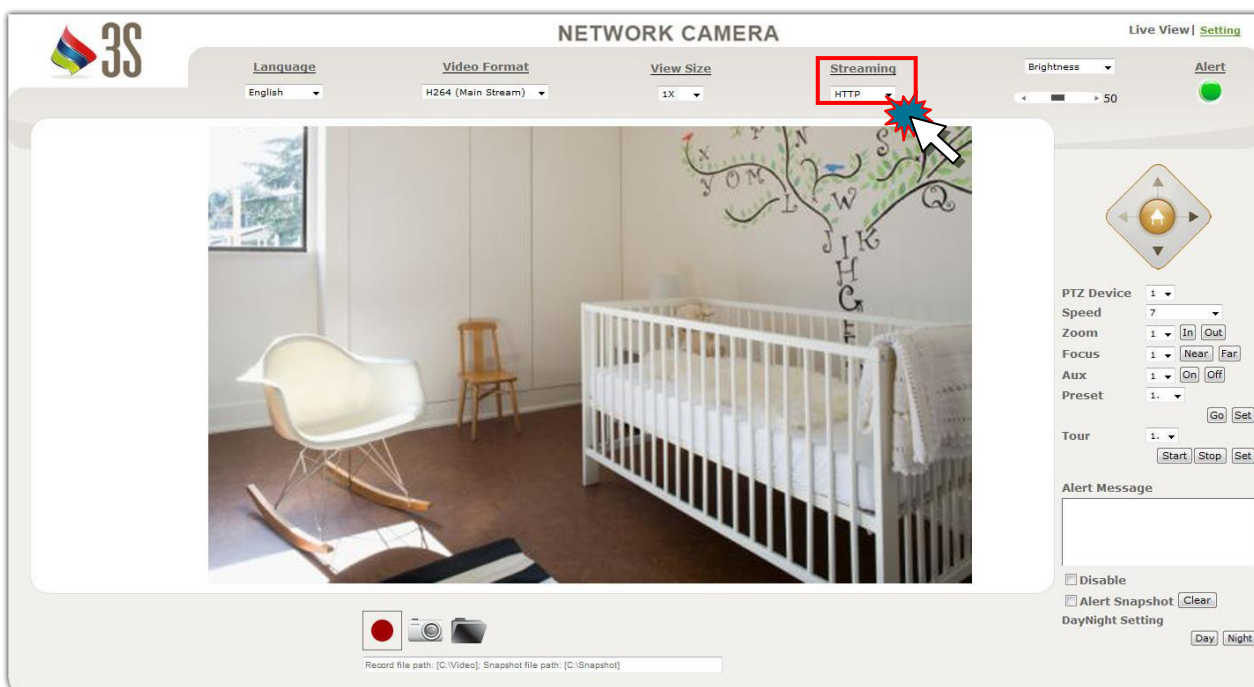 3S
NETWORK CAMERA
Live View| Setting
Language
Video Format
View Size
Streaming
Brightness
Alert
English
H264 (Main Stream)
1X
HTTP
50
X P N S
X
Y O M L W Q
J I K
H
G F
PTZ Device 1
Speed 7
Zoom 1 In Out
Focus 1 Near Far
Aux 1 On Off
Preset 1.
Go Set
Tour 1.
Start Stop Set
Alert Message
Disable
Alert Snapshot Clear
DayNight Setting
Day Night
Record file path: [C:\Video]; Snapshot file path: [C:\Snapshot]